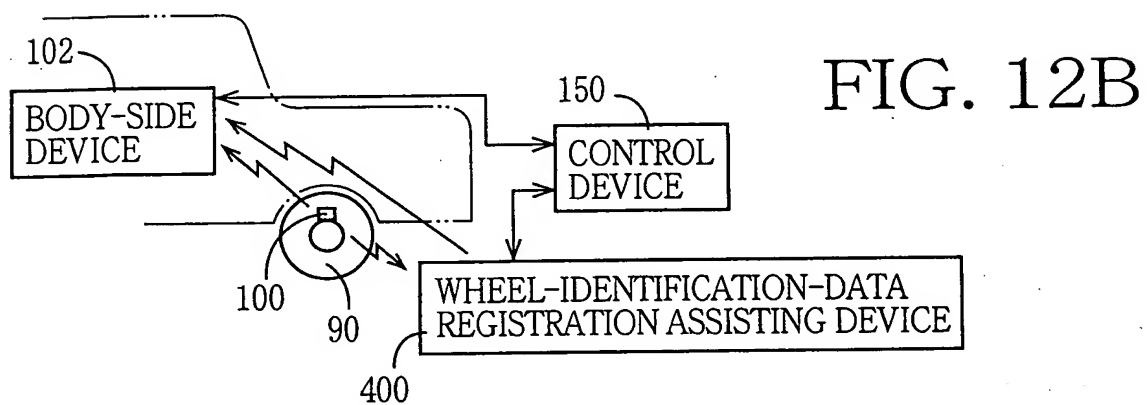 FIG. 12B
102
BODY-SIDE
DEVICE
150
CONTROL
DEVICE
100
90
WHEEL-IDENTIFICATION-DATA
REGISTRATION ASSISTING DEVICE
400